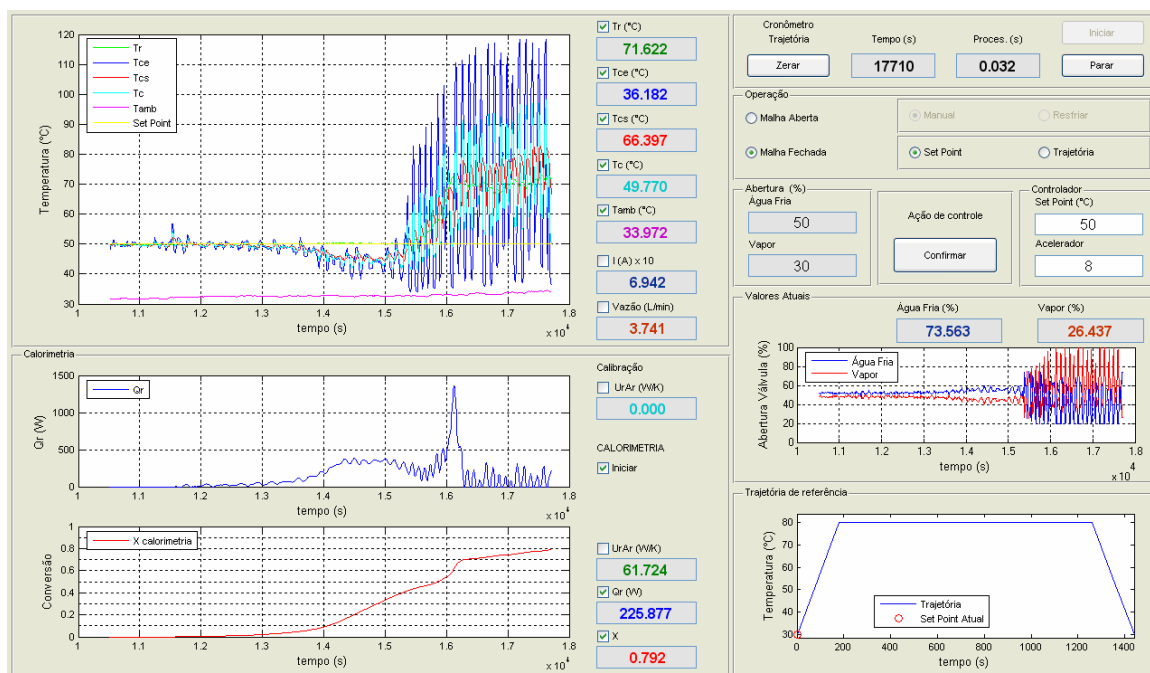 Tr
Tce
Tcs
Tc
Tamb
Set Point
120
110
100
90
80
70
60
50
40
30
Temperatura (°C)
1 1.1 1.2 1.3 1.4 1.5 1.6 1.7 1.8
tempo (s)
x 10^4
Tr (°C)
71.622
Tce (°C)
36.182
Tcs (°C)
66.397
Tc (°C)
49.770
Tamb (°C)
33.972
I (A) x 10
6.942
Vazão (L/min)
3.741
Calorimetria
Qr
1500
1000
500
0
Qr (W)
1 1.1 1.2 1.3 1.4 1.5 1.6 1.7 1.8
tempo (s)
x 10^4
X calorimetria
1
0.8
0.6
0.4
0.2
0
Conversão
1 1.1 1.2 1.3 1.4 1.5 1.6 1.7 1.8
tempo (s)
x 10^4
Calibração
UrAr (W/K)
0.000
CALORIMETRIA
Iniciar
UrAr (W/K)
61.724
Qr (W)
225.877
X
0.792
Cronômetro
Trajetória Tempo (s) Proces. (s) Iniciar
Zerar 17710 0.032 Parar
Operação
Malha Aberta Manual Resfriar
Malha Fechada Set Point Trajetória
Abertura (%)
Água Fria
50
Vapor
30
Ação de controle
Confirmar
Controlador
Set Point (°C)
50
Acelerador
8
Valores Atuais
Água Fria (%) Vapor (%)
73.563 26.437
Água Fria
Vapor
100
80
60
40
20
0
Abertura Válvula (%)
1 1.1 1.2 1.3 1.4 1.5 1.6 1.7 1.8
tempo (s)
x 10^4
Trajetória de referência
80
70
60
50
40
30
Temperatura (°C)
Trajetória
Set Point Atual
0 200 400 600 800 1000 1200 1400
tempo (s)